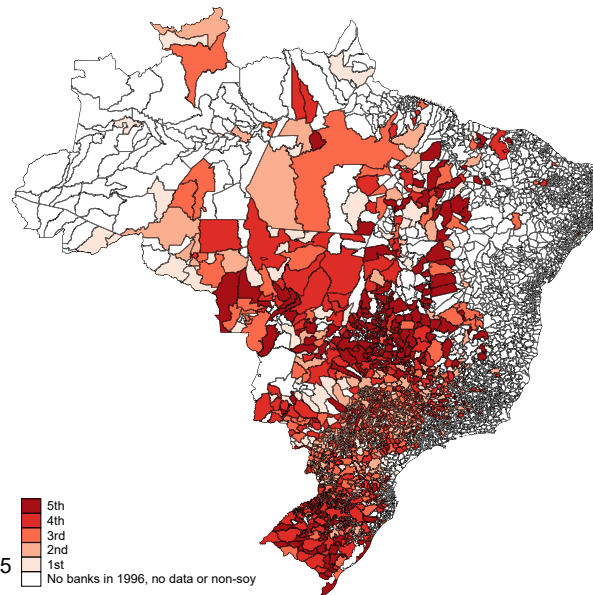 5th
4th
3rd
2nd
5 1st
No banks in 1996, no data or non-soy